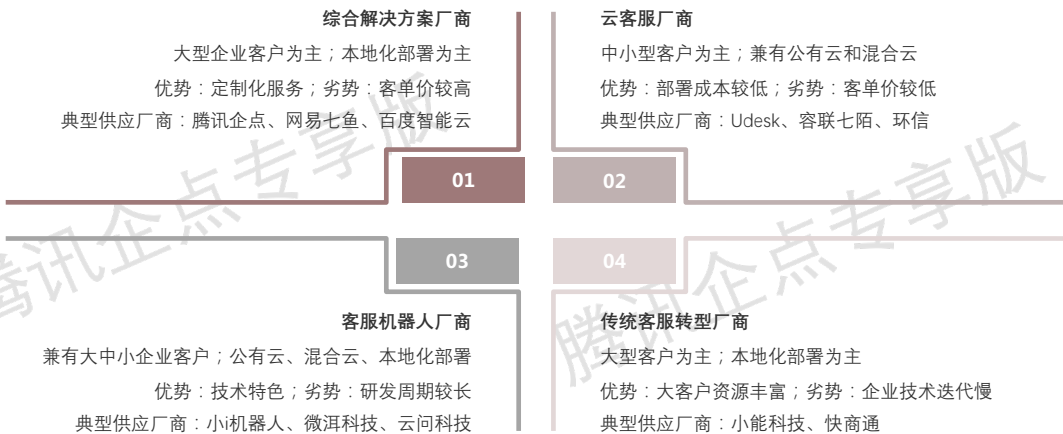 综合解决方案厂商
大型企业客户为主；本地化部署为主
优势：定制化服务；劣势：客单价较高
典型供应厂商：腾讯企点、网易七鱼、百度智能云
01
云客服厂商
中小型客户为主；兼有公有云和混合云
优势：部署成本较低；劣势：客单价较低
典型供应厂商：Udesk、容联七陌、环信
02
03
客服机器人厂商
兼有大中小企业客户；公有云、混合云、本地化部署
优势：技术特色；劣势：研发周期较长
典型供应厂商：小i机器人、微洱科技、云问科技
04
传统客服转型厂商
大型客户为主；本地化部署为主
优势：大客户资源丰富；劣势：企业技术迭代慢
典型供应厂商：小能科技、快商通
腾讯企点专享版
腾讯企点专享版